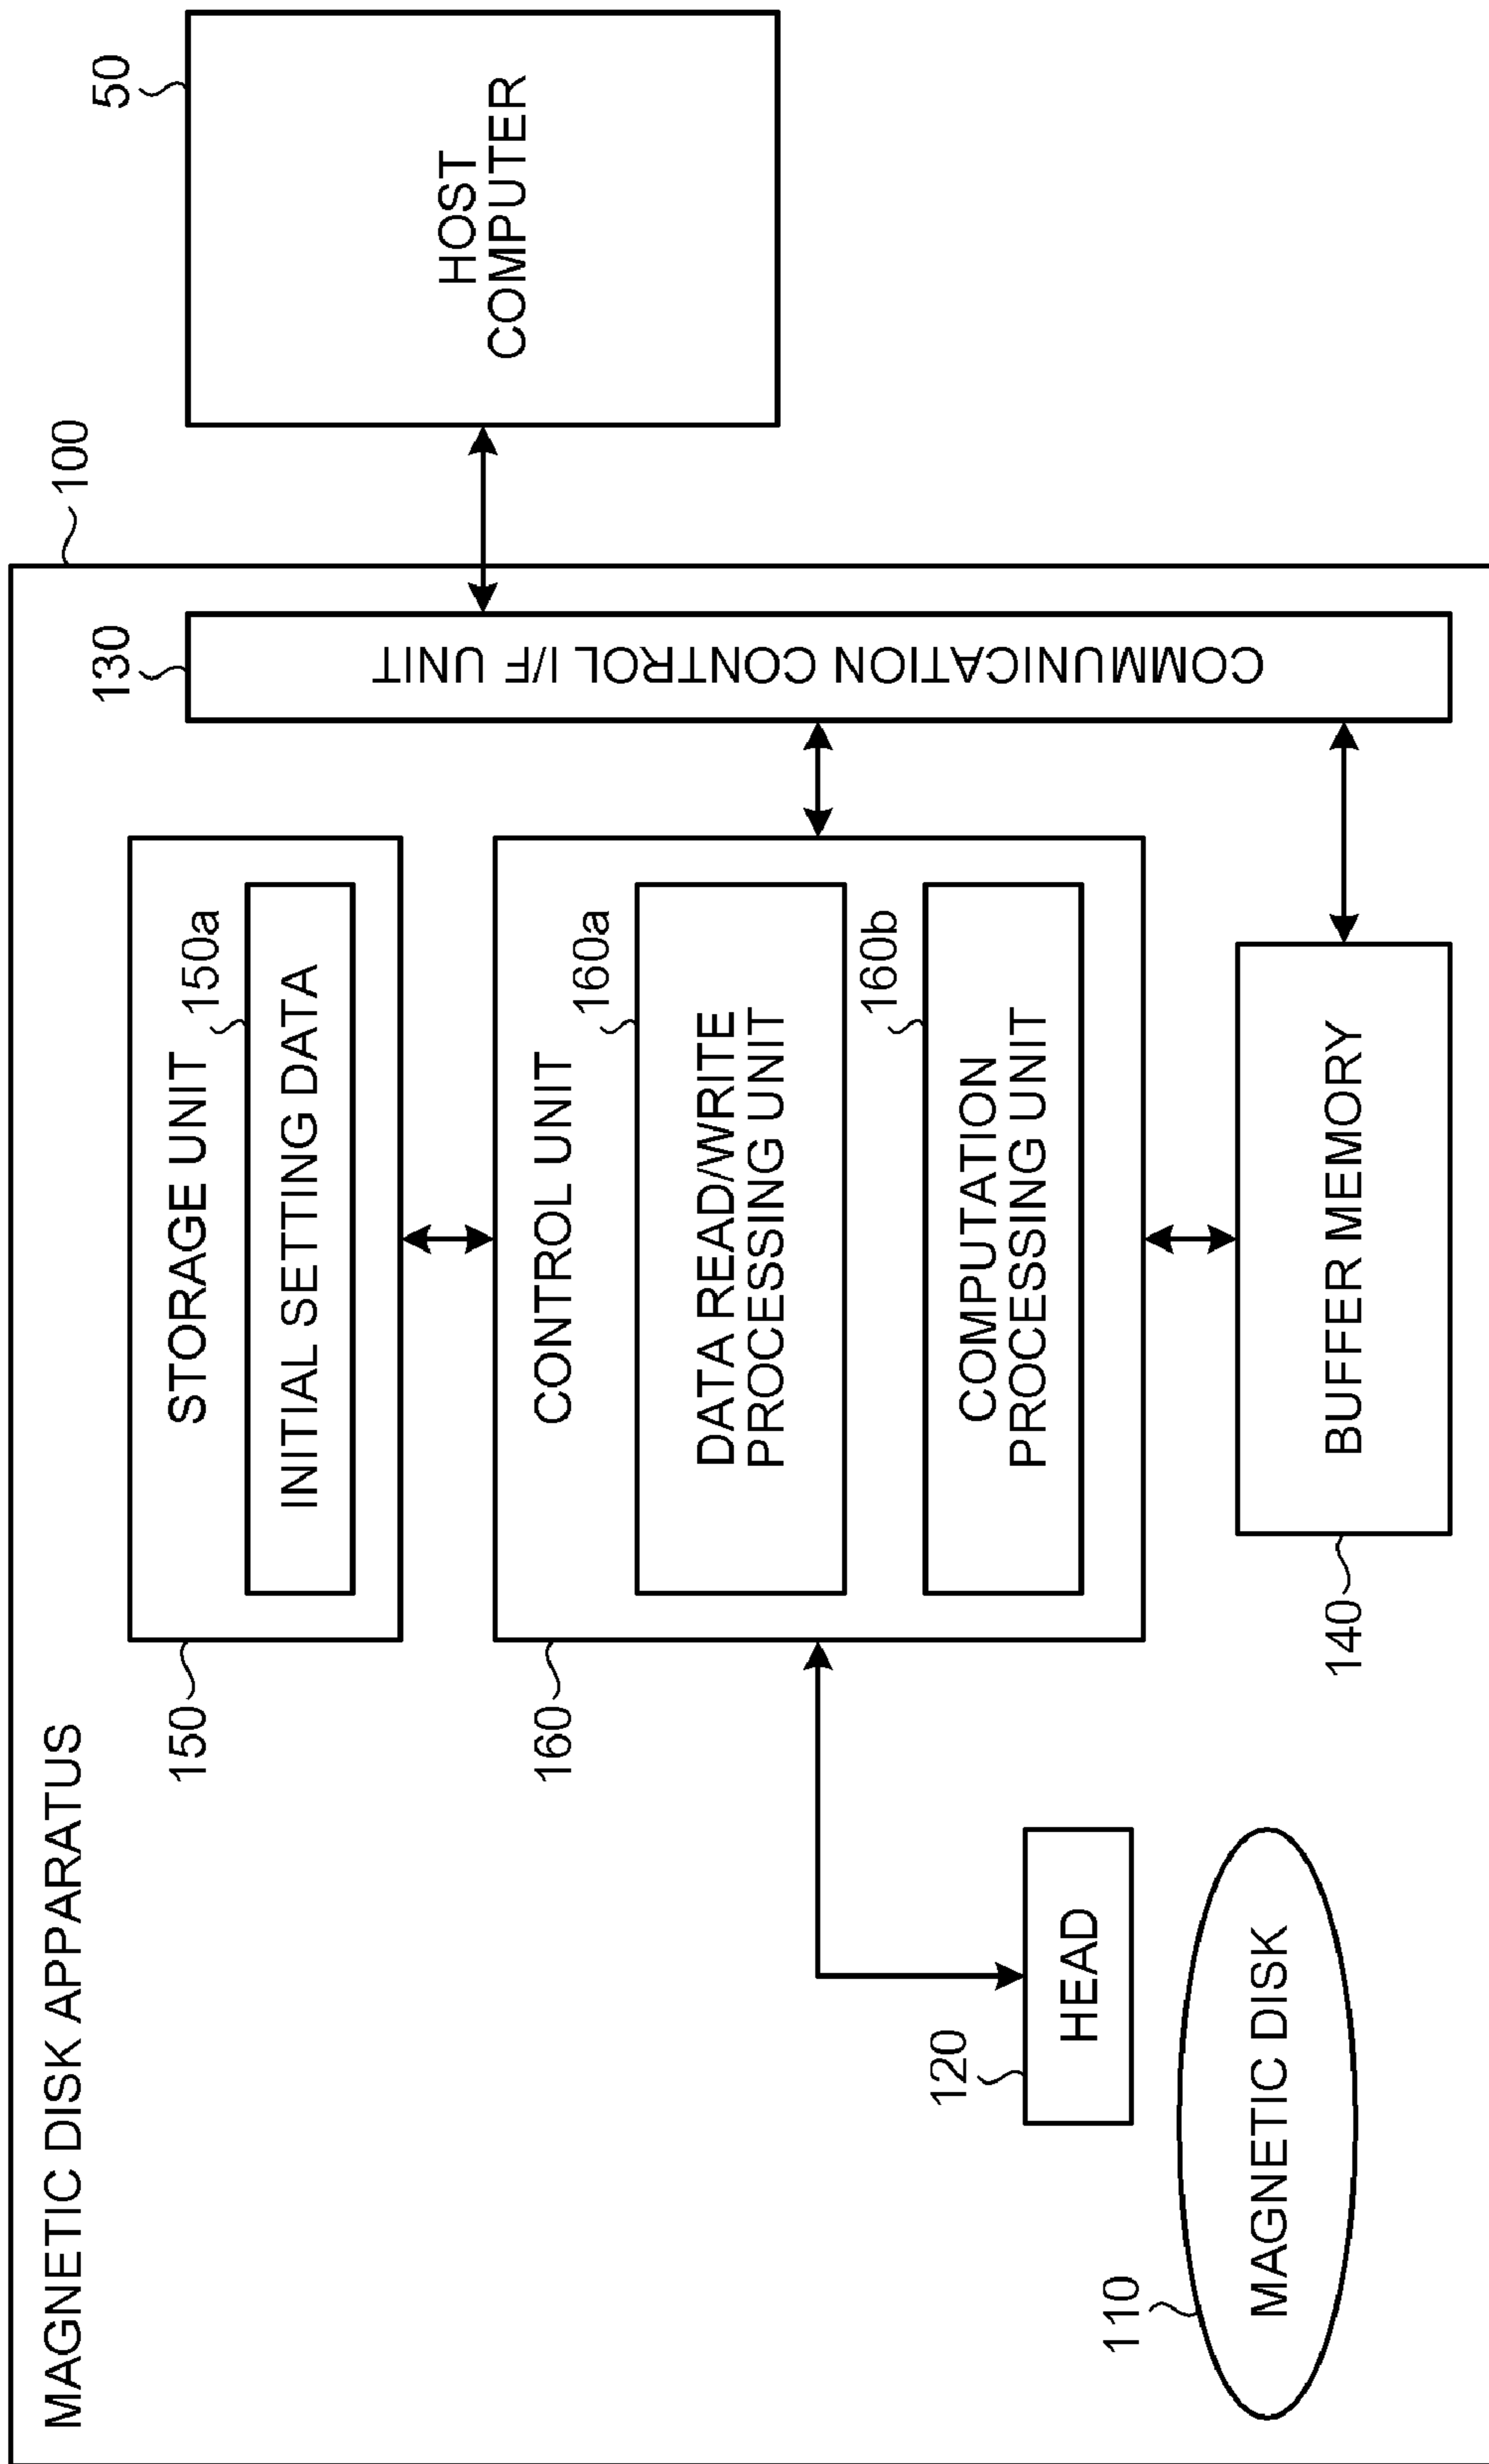 MAGNETIC DISK APPARATUS
100
50
HOST
COMPUTER
130
COMMUNICATION CONTROL I/F UNIT
150
STORAGE UNIT
150a
INITIAL SETTING DATA
160
CONTROL UNIT
160a
DATA READ/WRITE
PROCESSING UNIT
160b
COMPUTATION
PROCESSING UNIT
120
HEAD
110
MAGNETIC DISK
140
BUFFER MEMORY